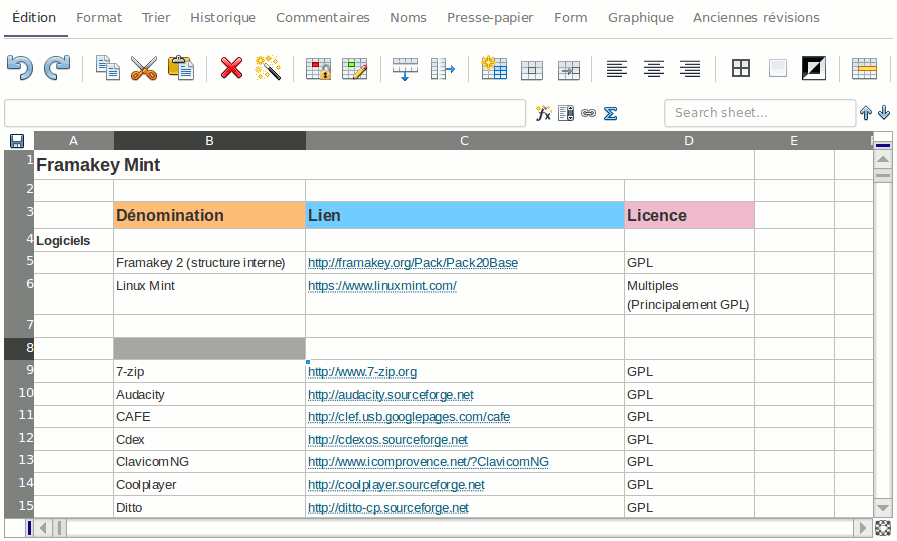 Édition Format Trier Historique Commentaires Noms Presse-papier Form Graphique Anciennes révisions
Search sheet...
A B C D E
1 Framakey Mint
2
3 Dénomination Lien Licence
4 Logiciels
5 Framakey 2 (structure interne) http://framakey.org/Pack/Pack20Base GPL
6 Linux Mint https://www.linuxmint.com/ Multiples
(Principalement GPL)
7
8
9 7-zip http://www.7-zip.org GPL
10 Audacity http://audacity.sourceforge.net GPL
11 CAFE http://clef.usb.googlepages.com/cafe GPL
12 Cdex http://cdexos.sourceforge.net GPL
13 ClavicomNG http://www.icomprovence.net/?ClavicomNG GPL
14 Coolplayer http://coolplayer.sourceforge.net GPL
15 Ditto http://ditto-cp.sourceforge.net GPL